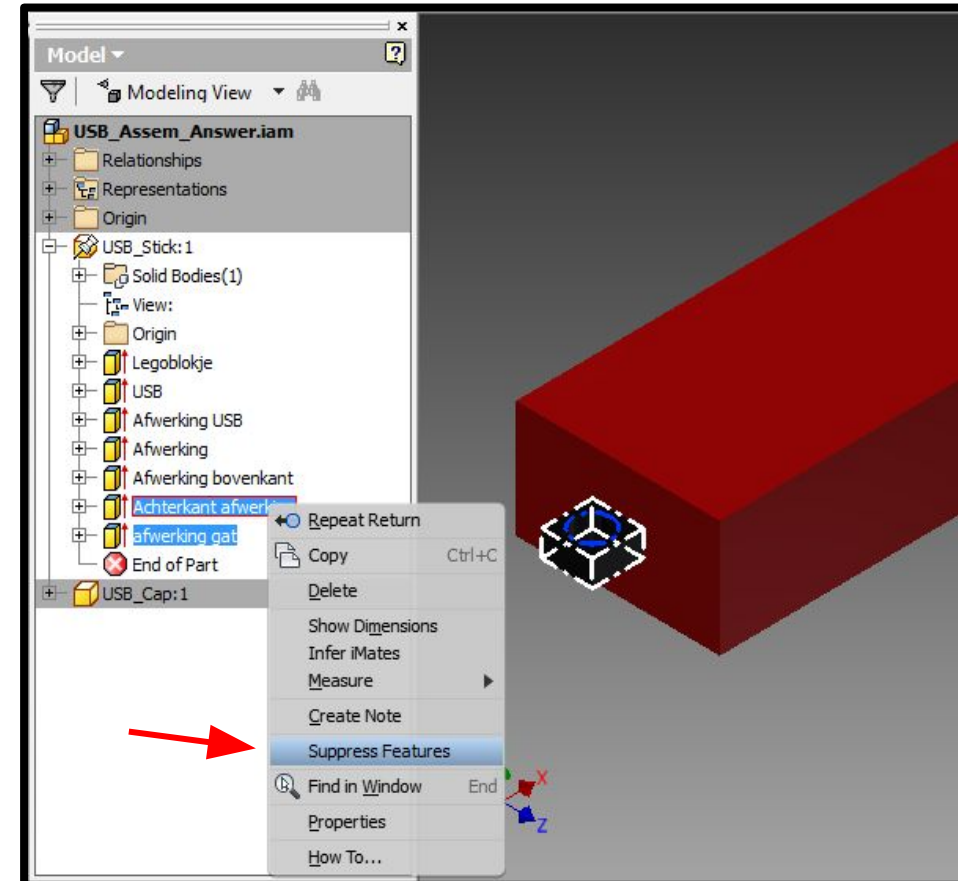 x
Model
?
Modeling View
USB_Assem_Answer.iam
Relationships
Representations
Origin
USB_Stick:1
Solid Bodies(1)
View:
Origin
Legoblokje
USB
Afwerking USB
Afwerking
Afwerking bovenkant
Achterkant afwerking
afwerking gat
End of Part
USB_Cap:1
Repeat Return
Copy Ctrl+C
Delete
Show Dimensions
Infer iMates
Measure
Create Note
Suppress Features
Find in Window End
Properties
How To...
X
Z